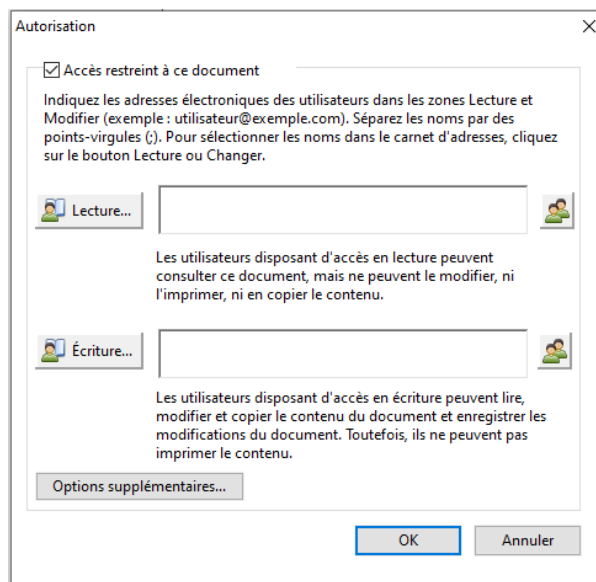 Autorisation
Accès restreint à ce document
Indiquez les adresses électroniques des utilisateurs dans les zones Lecture et
Modifier (exemple : utilisateur@exemple.com). Séparez les noms par des
points-virgules (;). Pour sélectionner les noms dans le carnet d'adresses, cliquez
sur le bouton Lecture ou Changer.
Lecture...
Les utilisateurs disposant d'accès en lecture peuvent
consulter ce document, mais ne peuvent le modifier, ni
l'imprimer, ni en copier le contenu.
Écriture...
Les utilisateurs disposant d'accès en écriture peuvent lire,
modifier et copier le contenu du document et enregistrer les
modifications du document. Toutefois, ils ne peuvent pas
imprimer le contenu.
Options supplémentaires...
OK
Annuler